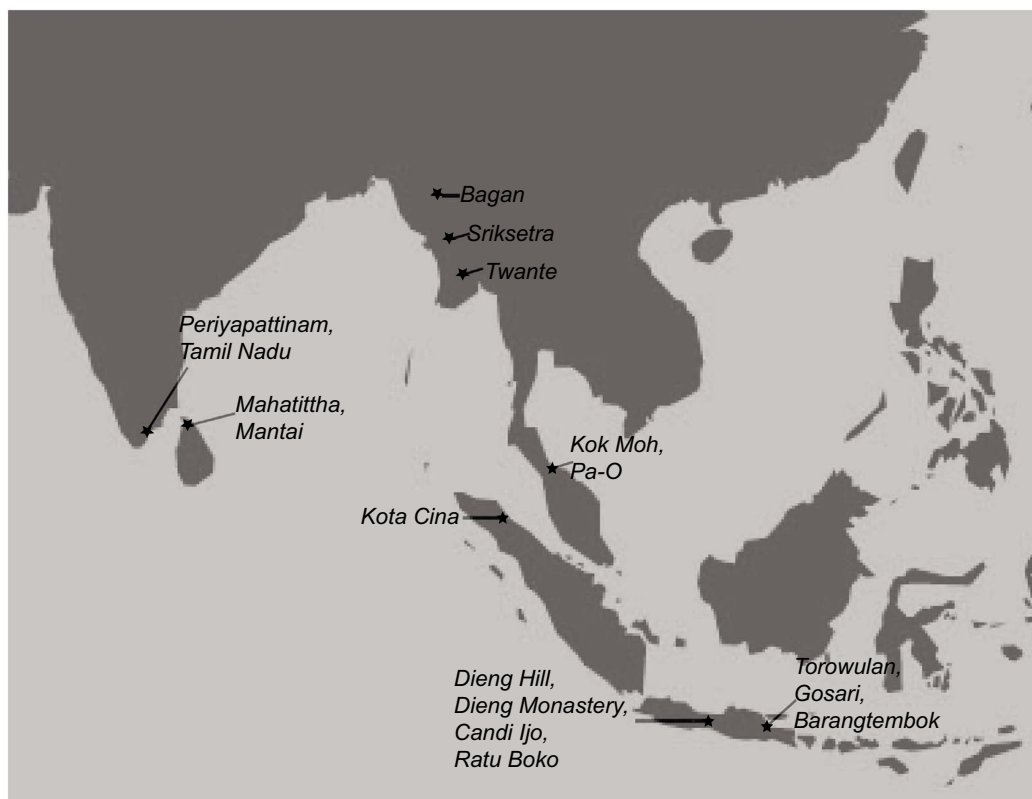 Bagan
Sriksetra
Twante
Periyapattinam,
Tamil Nadu
Mahatittha,
Mantai
Kok Moh,
Pa-O
Kota Cina
Dieng Hill,
Dieng Monastery,
Candi Ijo,
Ratu Boko
Torowulan,
Gosari,
Barangtembok